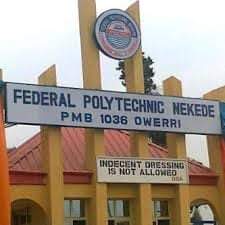 FEDERAL POLYTECHNIC NEKEDE
PMB 1036 OWERRI
INDECENT DRESSING
IS NOT ALLOWED